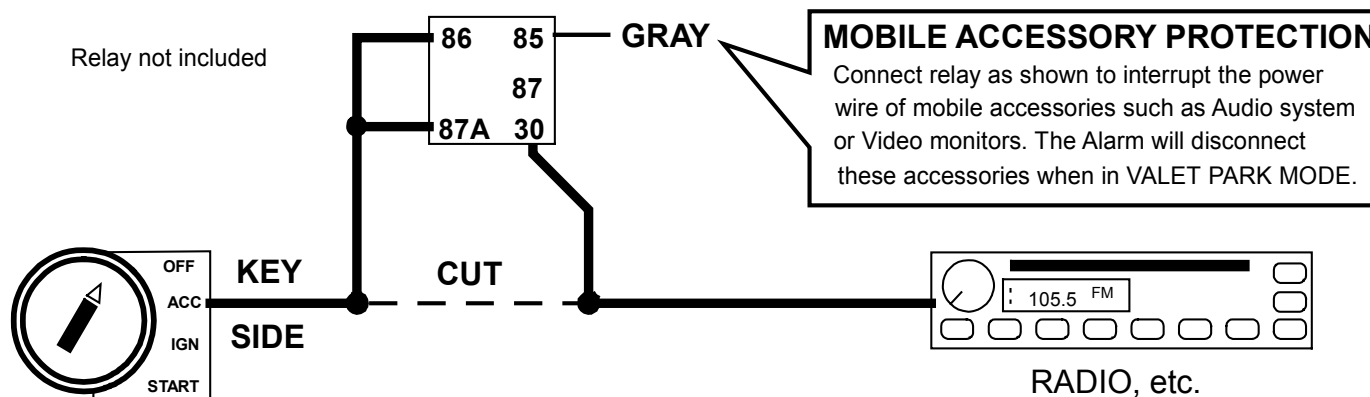 Relay not included
86 85
87
87A 30
GRAY
MOBILE ACCESSORY PROTECTION
Connect relay as shown to interrupt the power
wire of mobile accessories such as Audio system
or Video monitors. The Alarm will disconnect
these accessories when in VALET PARK MODE.
OFF
ACC
IGN
START
KEY
SIDE
CUT
105.5 FM
RADIO, etc.